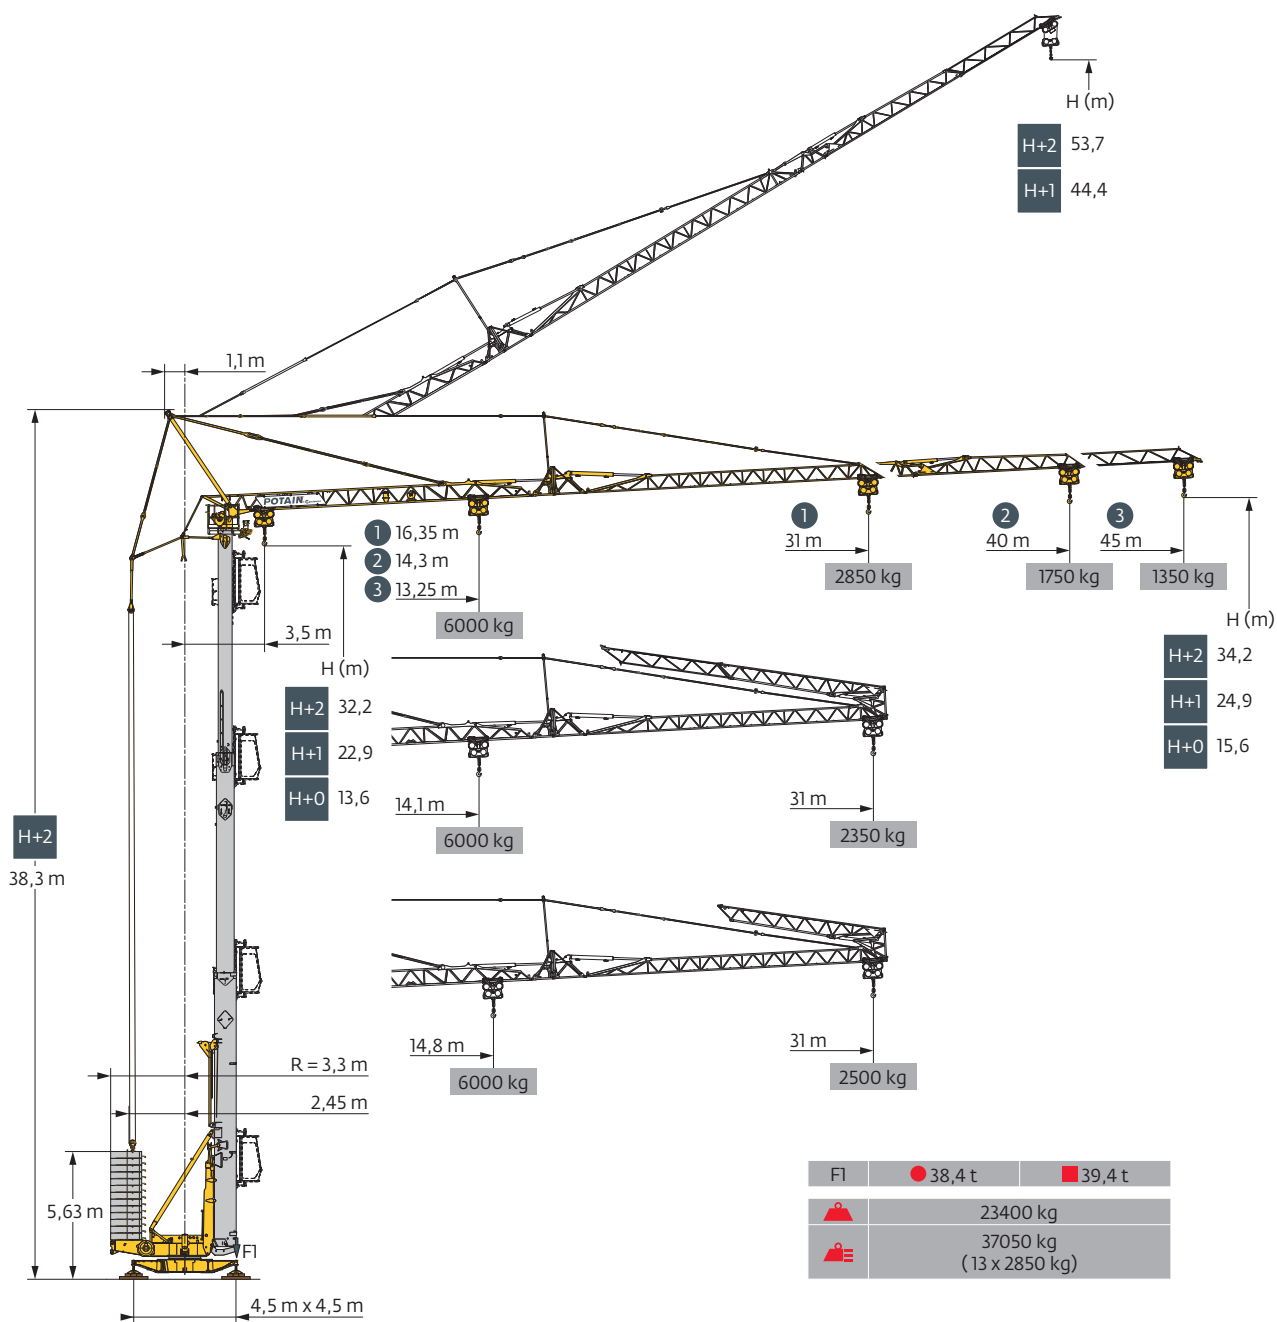 H (m)
H+2 53,7
H+1 44,4
1,1 m
POTAIN
1 16,35 m
2 14,3 m
3 13,25 m
6000 kg
1
31 m
2850 kg
2
40 m
1750 kg
3
45 m
1350 kg
3,5 m
H (m)
H+2 32,2
H+1 22,9
H+0 13,6
H (m)
H+2 34,2
H+1 24,9
H+0 15,6
14,1 m
6000 kg
31 m
2350 kg
H+2
38,3 m
14,8 m
6000 kg
31 m
2500 kg
R = 3,3 m
2,45 m
5,63 m
F1
4,5 m x 4,5 m
F1 38,4 t 39,4 t
23400 kg
37050 kg
( 13 x 2850 kg)